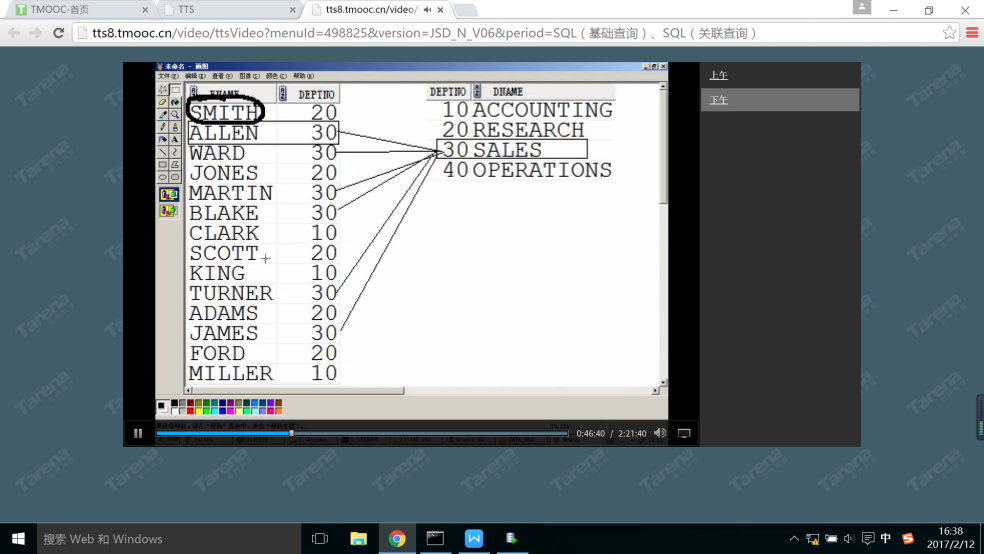 TMOOC-首页
TTS
tts8.tmooc.cn/video/
tts8.tmooc.cn/video/ttsVideo?menuId=498825&version=JSD_N_V06&period=SQL（基础查询）、SQL（关联查询）
未命名 - 画图
文件(F) 编辑(E) 查看(V) 图像(I) 颜色(C) 帮助(H)
ENAME DEPTNO
SMITH 20
ALLEN 30
WARD 30
JONES 20
MARTIN 30
BLAKE 30
CLARK 10
SCOTT 20
KING 10
TURNER 30
ADAMS 20
JAMES 30
FORD 20
MILLER 10
DEPTNO DNAME
10 ACCOUNTING
20 RESEARCH
30 SALES
40 OPERATIONS
上午
下午
0:46:40 / 2:21:40
Tarena
搜索 Web 和 Windows
中
16:38
2017/2/12